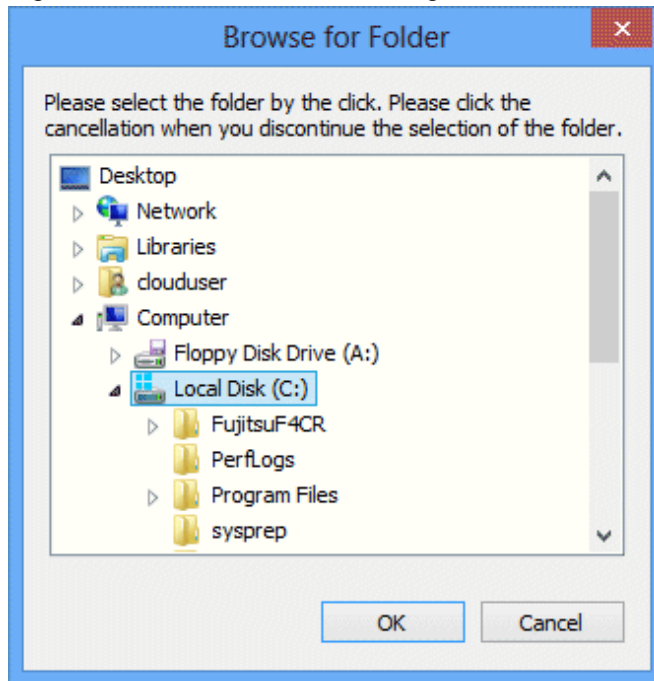 Browse for Folder
Please select the folder by the click. Please click the
cancellation when you discontinue the selection of the folder.
Desktop
Network
Libraries
clouduser
Computer
Floppy Disk Drive (A:)
Local Disk (C:)
FujitsuF4CR
PerfLogs
Program Files
sysprep
OK
Cancel